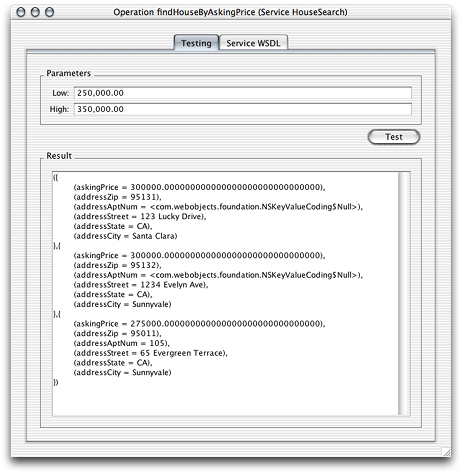 Operation findHouseByAskingPrice (Service HouseSearch)
Testing Service WSDL
Parameters
Low: 250,000.00
High: 350,000.00
Test
Result
({
(askingPrice = 300000.0000000000000000000000000000),
(addressZip = 95131),
(addressAptNum = <com.webobjects.foundation.NSKeyValueCoding$Null>),
(addressStreet = 123 Lucky Drive),
(addressState = CA),
(addressCity = Santa Clara)
},{
(askingPrice = 300000.0000000000000000000000000000),
(addressZip = 95132),
(addressAptNum = <com.webobjects.foundation.NSKeyValueCoding$Null>),
(addressStreet = 1234 Evelyn Ave),
(addressState = CA),
(addressCity = Sunnyvale)
},{
(askingPrice = 275000.0000000000000000000000000000),
(addressZip = 95011),
(addressAptNum = 105),
(addressStreet = 65 Evergreen Terrace),
(addressState = CA),
(addressCity = Sunnyvale)
})